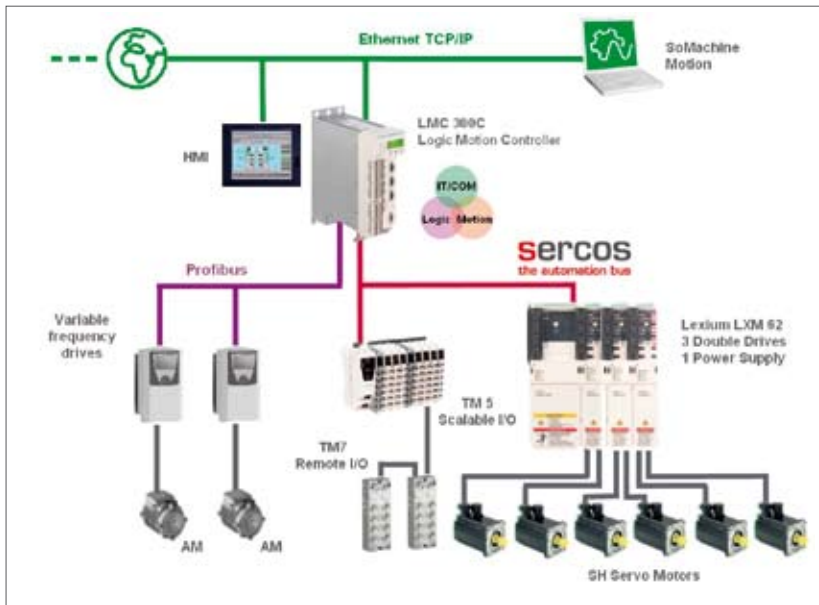 Ethernet TCP/IP
SoMachine
Motion
HMI
LMC 300C
Logic Motion Controller
IT/COM
Logic
Motion
Profibus
sercos
the automation bus
Variable
frequency
drives
Lexium LXM 62
3 Double Drives
1 Power Supply
TM 5
Scalable I/O
TM7
Remote I/O
AM
AM
SH Servo Motors